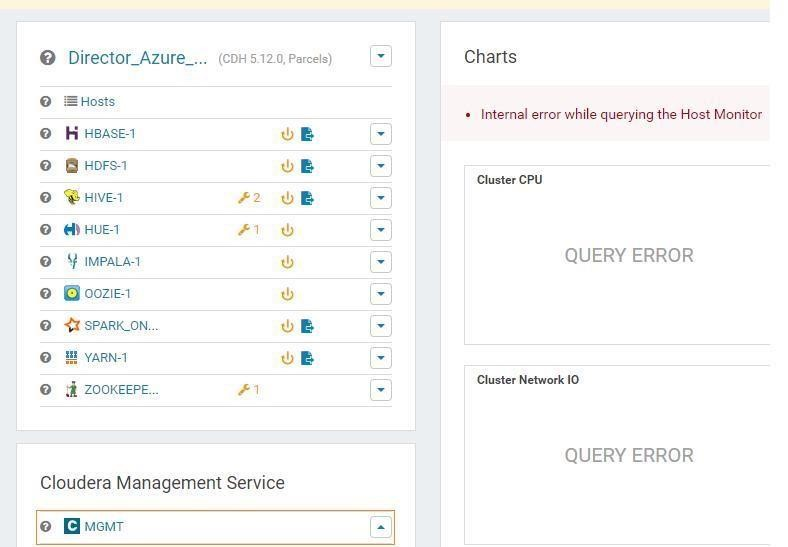 Director_Azure_... (CDH 5.12.0, Parcels)
Hosts
HBASE-1
HDFS-1
HIVE-1 2
HUE-1 1
IMPALA-1
OOZIE-1
SPARK_ON...
YARN-1
ZOOKEEPE... 1
Cloudera Management Service
C MGMT
Charts
• Internal error while querying the Host Monitor
Cluster CPU
QUERY ERROR
Cluster Network IO
QUERY ERROR